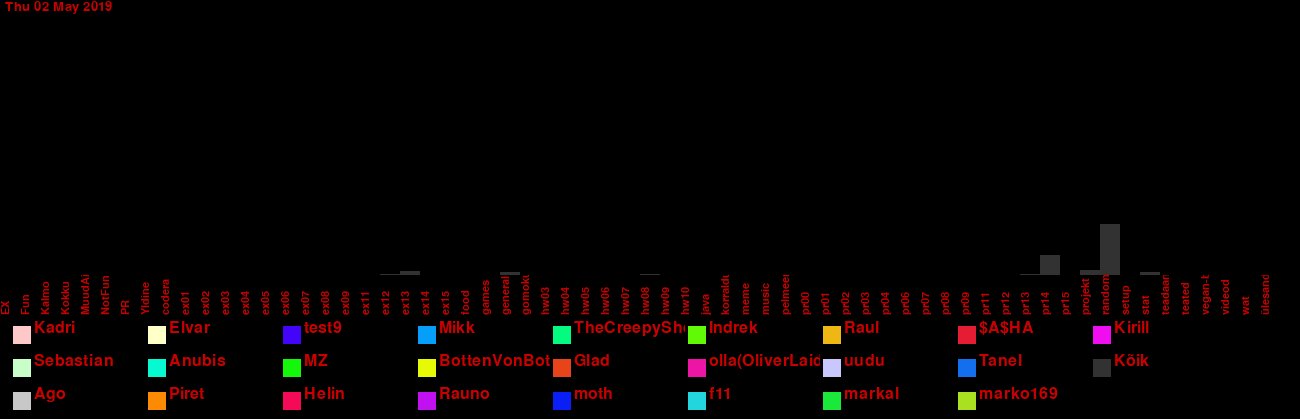 Thu 02 May 2019
EX
Fun
Kalmo
Kokku
MuudAl
NotFun
PR
Yldine
codera
ex01
ex02
ex03
ex04
ex05
ex06
ex07
ex08
ex09
ex11
ex12
ex13
ex14
ex15
food
games
general
gomoku
hw03
hw04
hw05
hw06
hw07
hw08
hw09
hw10
java
korraldu
meme
music
pelmeen
pr00
pr01
pr02
pr03
pr04
pr06
pr07
pr08
pr09
pr11
pr12
pr13
pr14
pr15
projekt
random
setup
stat
teadaan
teated
vegan-t
videod
wat
ülesand
Kadri
Elvar
test9
Mikk
TheCreepySh
Indrek
Raul
$A$HA
Kirill
Sebastian
Anubis
MZ
BottenVonBot
Glad
olla(OliverLaid
uudu
Tanel
Köik
Ago
Piret
Helin
Rauno
moth
f11
markal
marko169